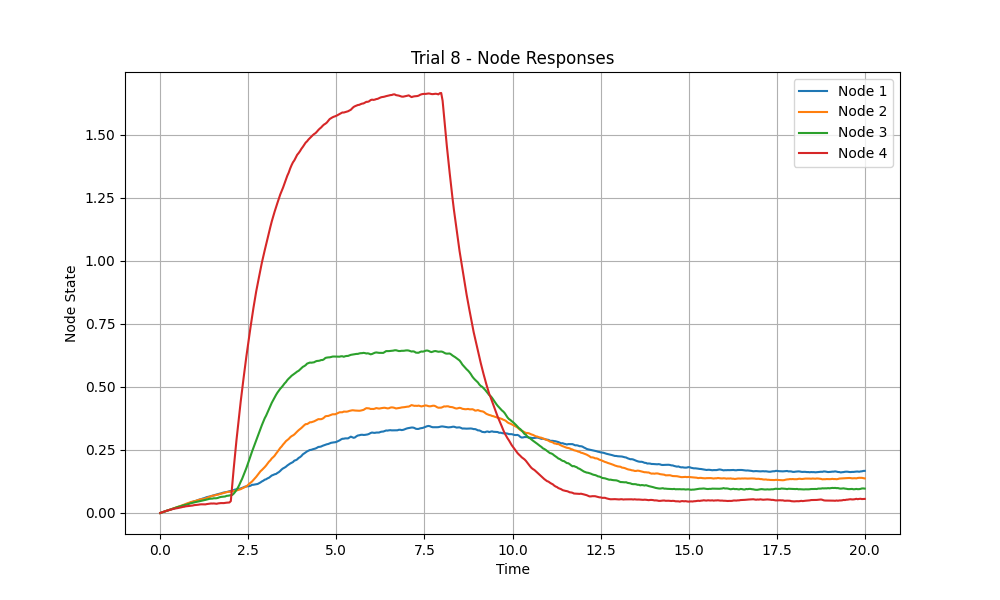 Trial 8 - Node Responses
Node 1
Node 2
Node 3
Node 4
1.50
1.25
1.00
0.75
0.50
0.25
0.00
Node State
0.0 2.5 5.0 7.5 10.0 12.5 15.0 17.5 20.0
Time